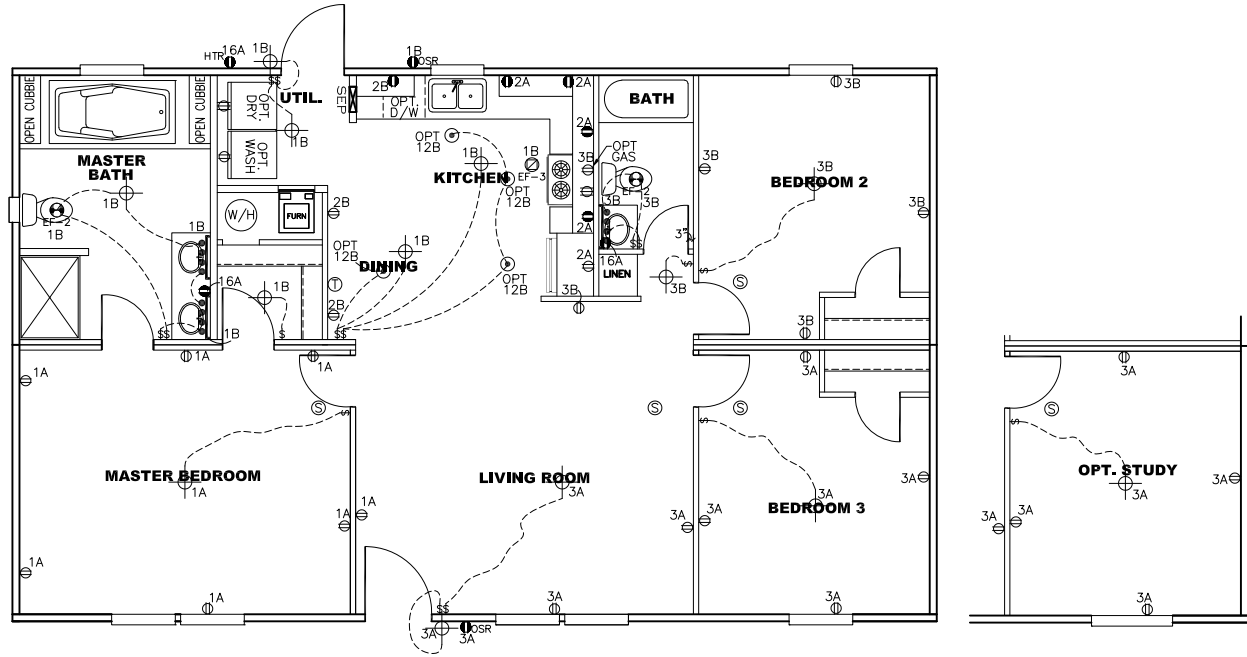 HTR
16A
1B
1B
OSR
OPEN CUBBIE
OPEN CUBBIE
OPT.
DRY
UTIL.
SEP
2B
OPT.
D/W
2A
2A
BATH
3B
OPT.
WASH
1B
OPT
12B
2A
OPT
GAS
MASTER
BATH
1B
KITCHEN
1B
1B
EF-3
3B
3B
BEDROOM 2
3B
1B
OPT
12B
EF-2
3B
3B
EF-2
1B
1B
W/H
FURN
2B
OPT
12B
DINING
1B
2A
3"
3B
16A
$$
2A
LINEN
$
$
3B
S
16A
1B
T
OPT
12B
2B
3B
$$
1B
$
$$
3B
1A
1A
3A
3A
1A
S
$
S
S
$
S
$
MASTER BEDROOM
1A
LIVING ROOM
3A
3A
BEDROOM 3
3A
OPT. STUDY
3A
3A
1A
1A
3A
3A
3A
3A
1A
1A
3A
3A
3A
$$
3A
3A
OSR